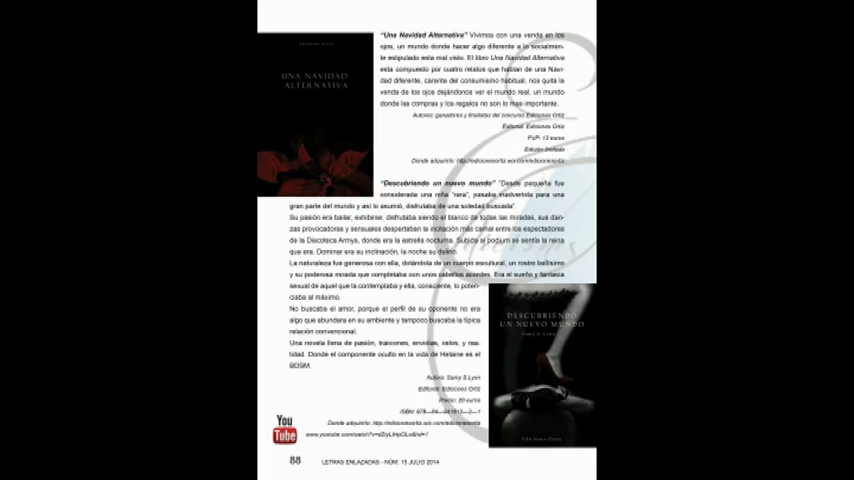 Ediciones Ortiz
UNA NAVIDAD
ALTERNATIVA
"Una Navidad Alternativa" Vivimos con una venda en los
ojos, un mundo donde hacer algo diferente a lo socialmen-
te estipulado esta mal visto. El libro Una Navidad Alternativa
esta compuesto por cuatro relatos que hablan de una Navi-
dad diferente, carente del consumismo habitual, nos quita la
venda de los ojos dejándonos ver el mundo real, un mundo
donde las compras y los regalos no son lo mas importante.
Autores: ganadores y finalistas del concurso Ediciones Ortiz
Editorial: Ediciones Ortiz
PvP: 13 euros
Edición limitada
Donde adquirirlo:
"Descubriendo un nuevo mundo" "Desde pequeña fue
considerada una niña "rara", pasaba inadvertida para una
gran parte del mundo y así lo asumió, disfrutaba de una soledad buscada".
Su pasión era bailar, exhibirse; disfrutaba siendo el blanco de todas las miradas, sus dan-
zas provocadoras y sensuales despertaban la incitación más carnal entre los espectadores
de la Discoteca Armys, donde era la estrella nocturna. Subida al podium se sentía la reina
que era. Dominar era su inclinación, la noche su delirio.
La naturaleza fue generosa con ella, dotándola de un cuerpo escultural, un rostro bellísimo
y su poderosa mirada que completaba con unos cabellos acordes. Era el sueño y fantasía
sexual de aquel que la contemplaba y ella, consciente, lo poten-
ciaba al máximo.
No buscaba el amor, porque el perfil de su oponente no era
algo que abundara en su ambiente y tampoco buscaba la típica
relación convencional.
Una novela llena de pasión, traiciones, envidias, celos, y rea-
lidad. Donde el componente oculto en la vida de Helaine es el
BDSM.
DESCUBRIENDO
UN NUEVO MUNDO
Ediciones Ortiz
Autora: Samy S.Lynn
Editorial: Ediciones Ortiz
Precio: 20 euros
Donde adquirirlo:
You
Tube
88 LETRAS ENLAZADAS - NÚM. 15 JULIO 2014